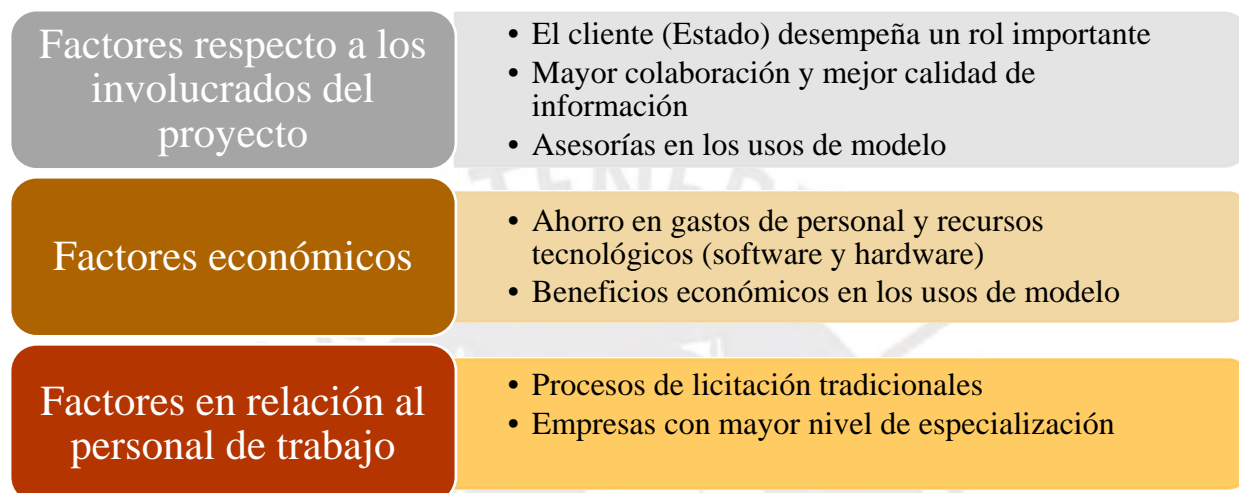 Factores respecto a los
involucrados del
proyecto
• El cliente (Estado) desempeña un rol importante
• Mayor colaboración y mejor calidad de
información
• Asesorías en los usos de modelo
Factores económicos
• Ahorro en gastos de personal y recursos
tecnológicos (software y hardware)
• Beneficios económicos en los usos de modelo
Factores en relación al
personal de trabajo
• Procesos de licitación tradicionales
• Empresas con mayor nivel de especialización